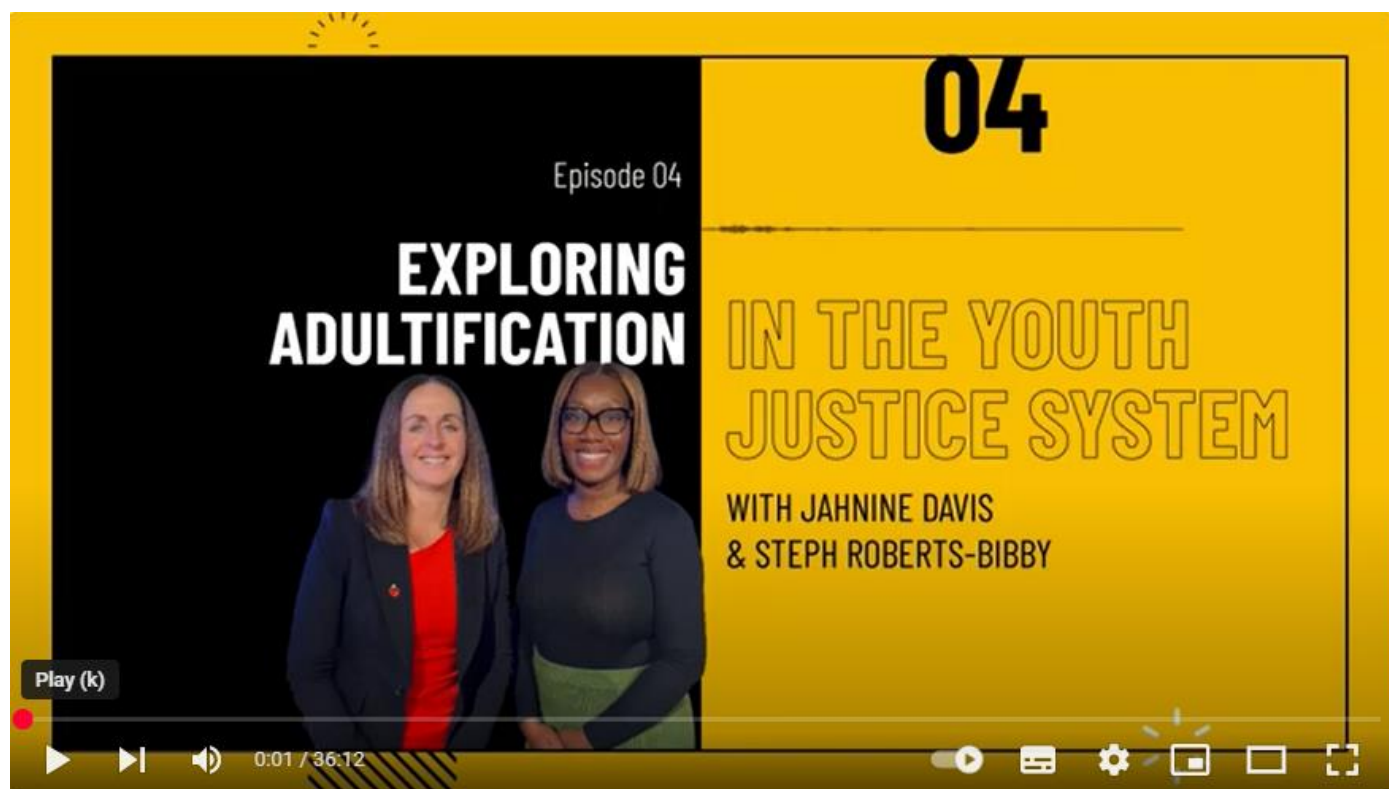 04
Episode 04
EXPLORING
ADULTIFICATION
IN THE YOUTH
JUSTICE SYSTEM
WITH JAHNINE DAVIS
& STEPH ROBERTS-BIBBY
Play (k)
0:01 / 36:12